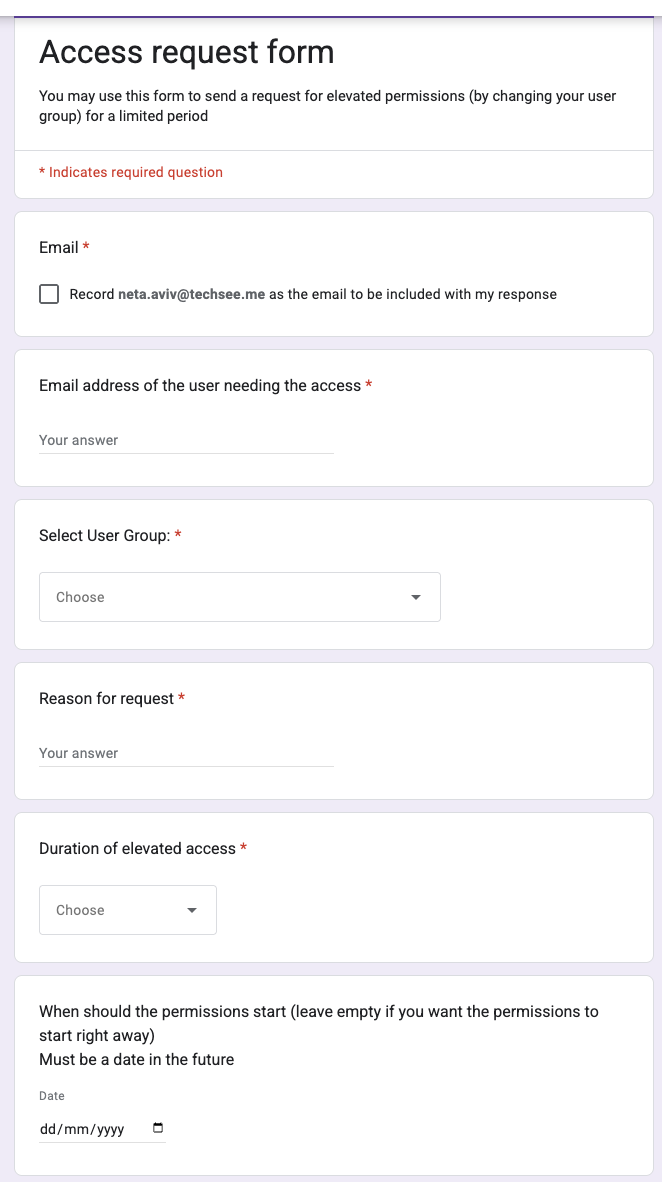 Access request form
You may use this form to send a request for elevated permissions (by changing your user
group) for a limited period
* Indicates required question
Email *
Record neta.aviv@techsee.me as the email to be included with my response
Email address of the user needing the access *
Your answer
Select User Group: *
Choose
Reason for request *
Your answer
Duration of elevated access *
Choose
When should the permissions start (leave empty if you want the permissions to
start right away)
Must be a date in the future
Date
dd/mm/yyyy